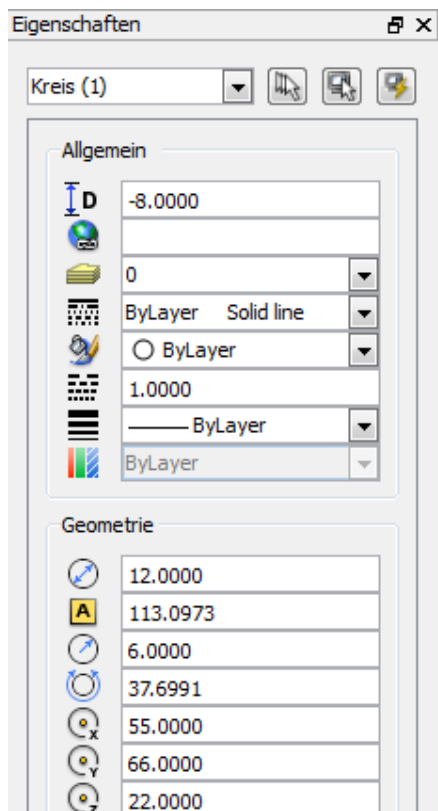 Eigenschaften
Kreis (1)
Allgemein
D -8.0000
0
ByLayer Solid line
ByLayer
1.0000
ByLayer
ByLayer
Geometrie
12.0000
A 113.0973
6.0000
37.6991
X 55.0000
Y 66.0000
Z 22.0000